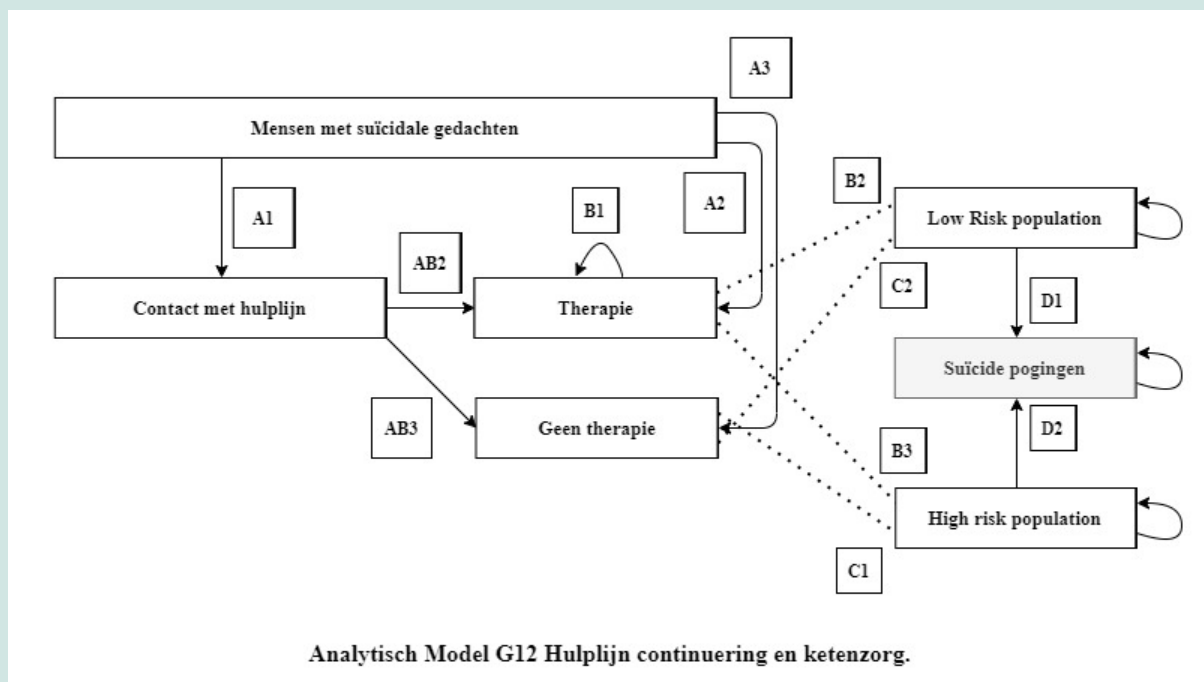 A3
Mensen met suïcidale gedachten
A1
A2
B1
B2
Low Risk population
AB2
C2
Contact met hulplijn
Therapie
D1
Suïcide pogingen
AB3
Geen therapie
D2
B3
High risk population
C1
Analytisch Model G12 Hulplijn continuering en ketenzorg.